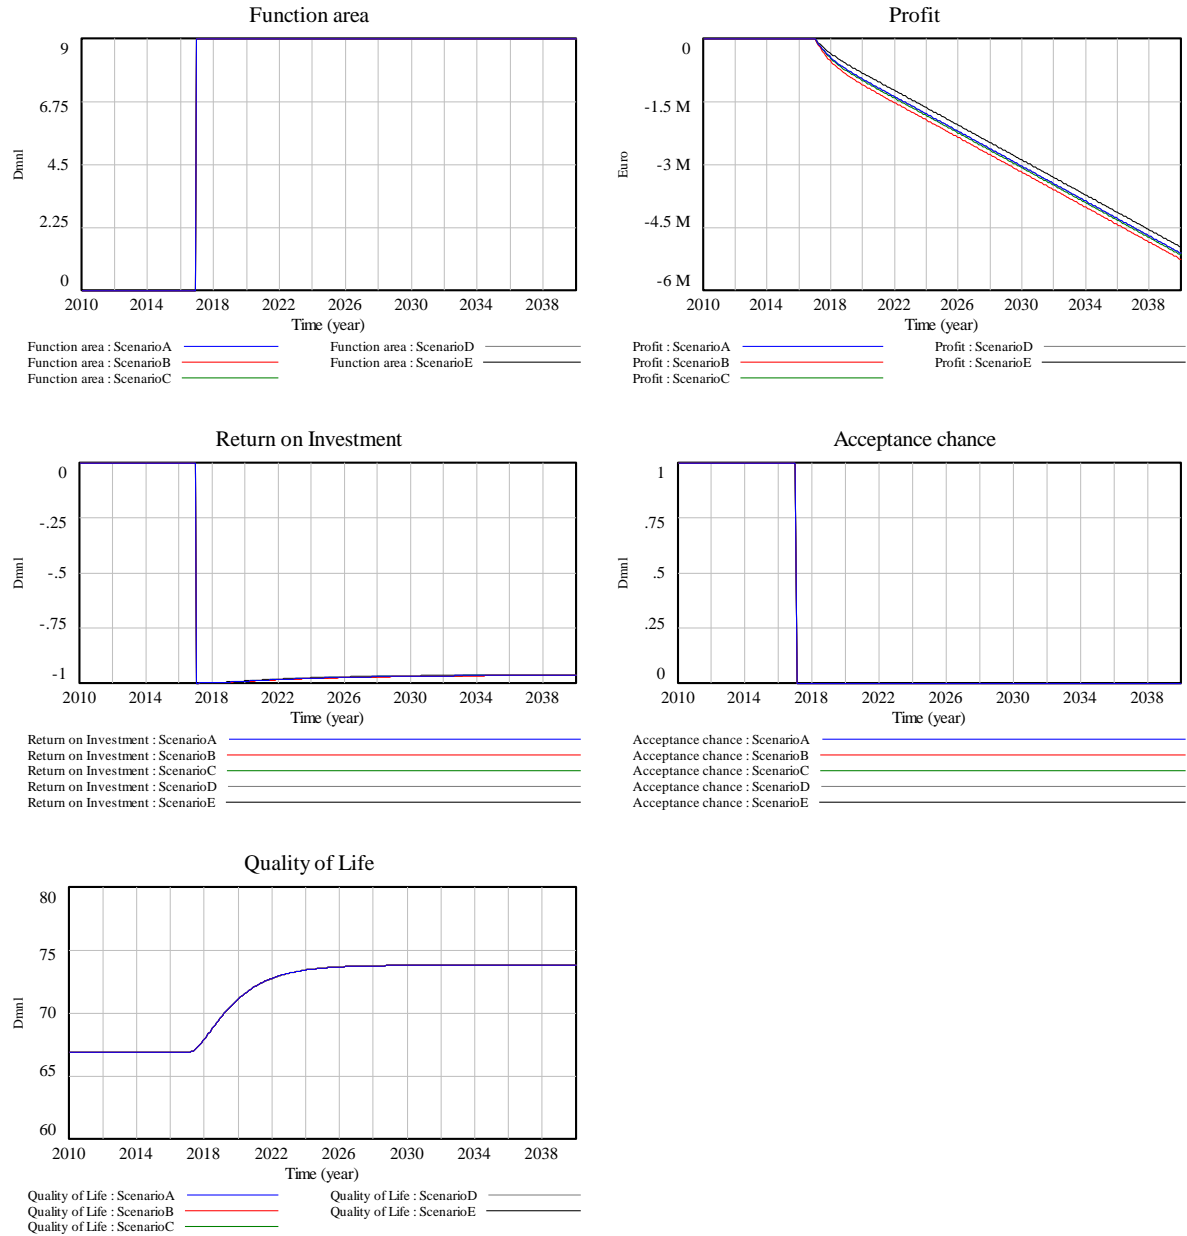 Function area
9
6.75
4.5
2.25
0
Dmnl
2010 2014 2018 2022 2026 2030 2034 2038
Time (year)
Function area : ScenarioA
Function area : ScenarioB
Function area : ScenarioC
Function area : ScenarioD
Function area : ScenarioE
Profit
0
-1.5 M
-3 M
-4.5 M
-6 M
Euro
2010 2014 2018 2022 2026 2030 2034 2038
Time (year)
Profit : ScenarioA
Profit : ScenarioB
Profit : ScenarioC
Profit : ScenarioD
Profit : ScenarioE
Return on Investment
0
-.25
-.5
-.75
-1
Dmnl
2010 2014 2018 2022 2026 2030 2034 2038
Time (year)
Return on Investment : ScenarioA
Return on Investment : ScenarioB
Return on Investment : ScenarioC
Return on Investment : ScenarioD
Return on Investment : ScenarioE
Acceptance chance
1
.75
.5
.25
0
Dmnl
2010 2014 2018 2022 2026 2030 2034 2038
Time (year)
Acceptance chance : ScenarioA
Acceptance chance : ScenarioB
Acceptance chance : ScenarioC
Acceptance chance : ScenarioD
Acceptance chance : ScenarioE
Quality of Life
80
75
70
65
60
Dmnl
2010 2014 2018 2022 2026 2030 2034 2038
Time (year)
Quality of Life : ScenarioA
Quality of Life : ScenarioB
Quality of Life : ScenarioC
Quality of Life : ScenarioD
Quality of Life : ScenarioE